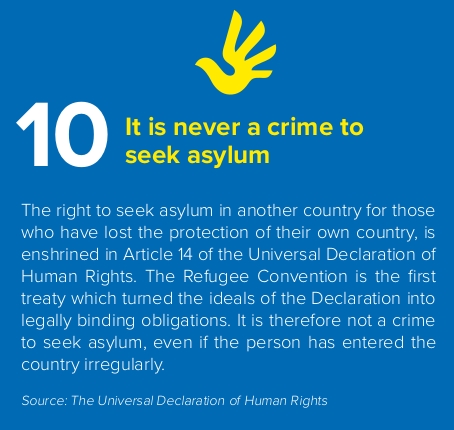 10
It is never a crime to
seek asylum
The right to seek asylum in another country for those
who have lost the protection of their own country, is
enshrined in Article 14 of the Universal Declaration of
Human Rights. The Refugee Convention is the first
treaty which turned the ideals of the Declaration into
legally binding obligations. It is therefore not a crime
to seek asylum, even if the person has entered the
country irregularly.
Source: The Universal Declaration of Human Rights